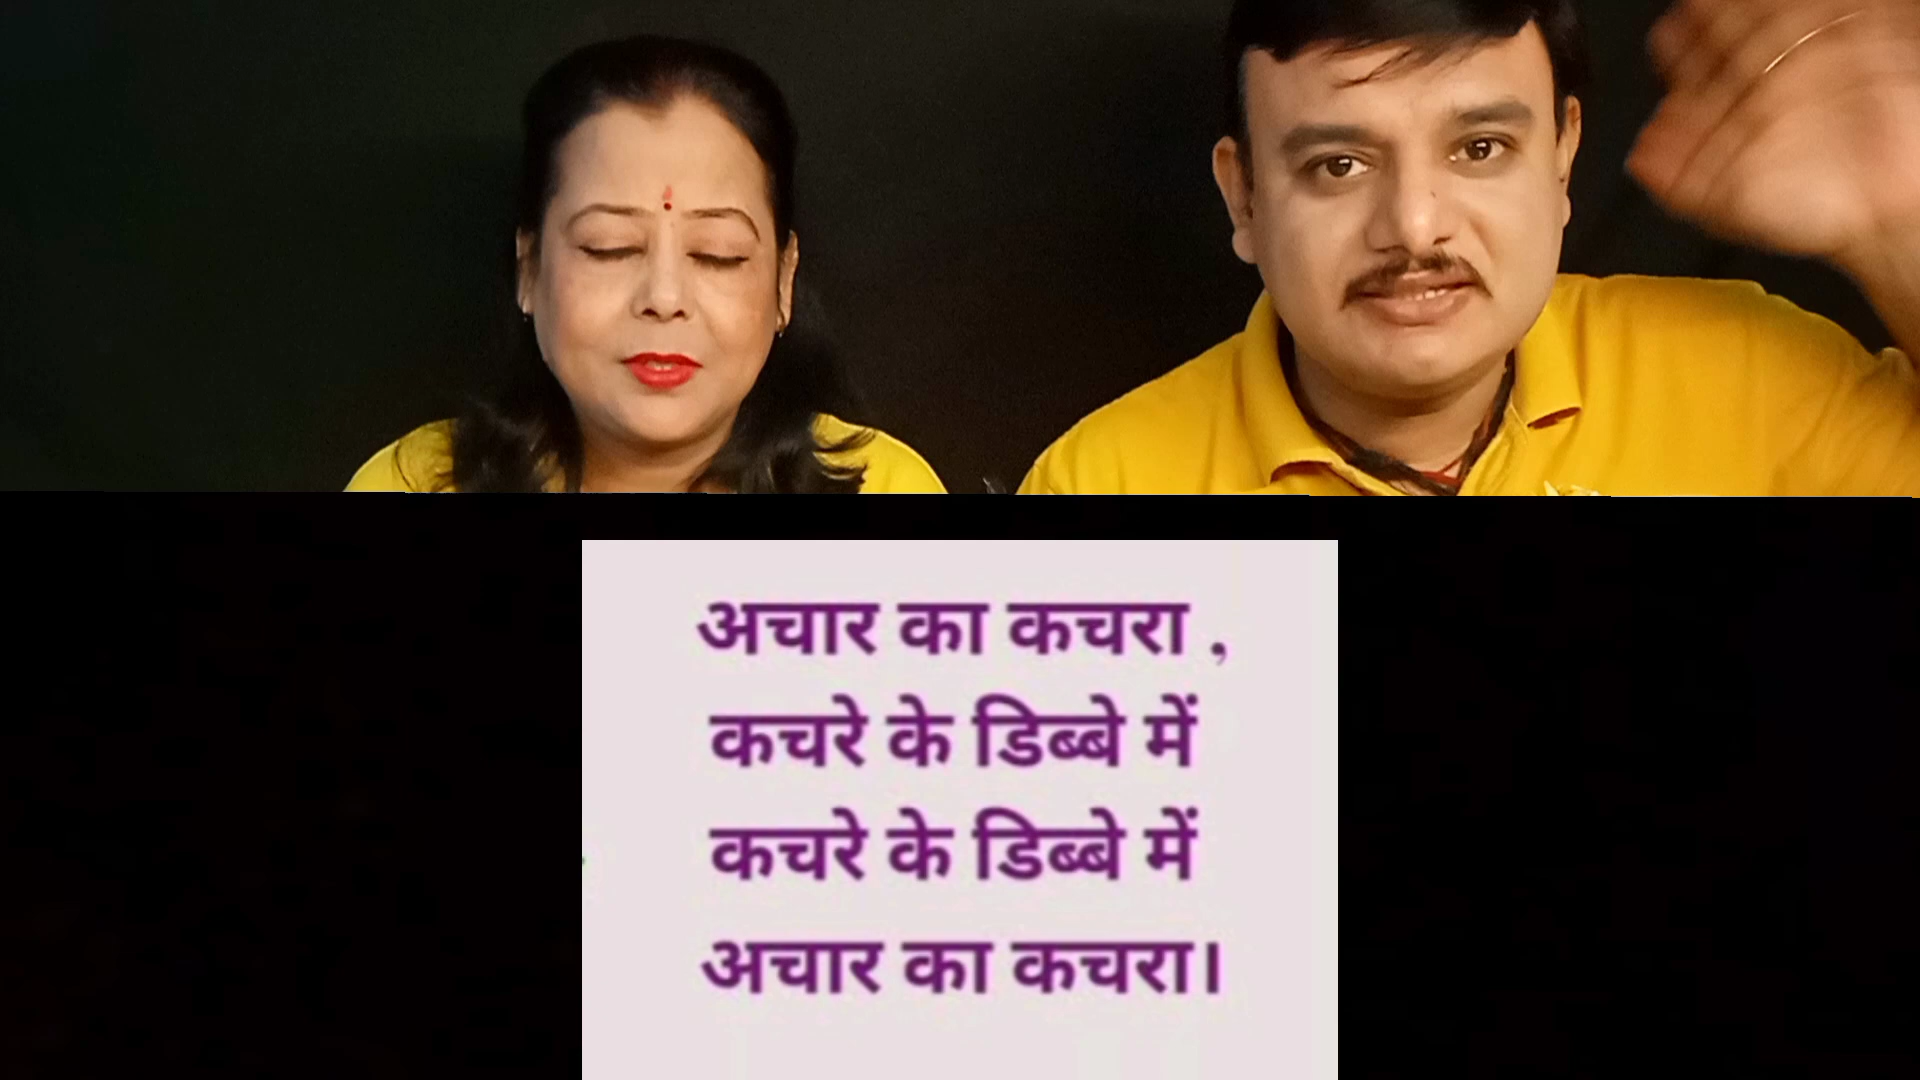 अचार का कचरा ,
कचरे के डिब्बे में
कचरे के डिब्बे में
अचार का कचरा।